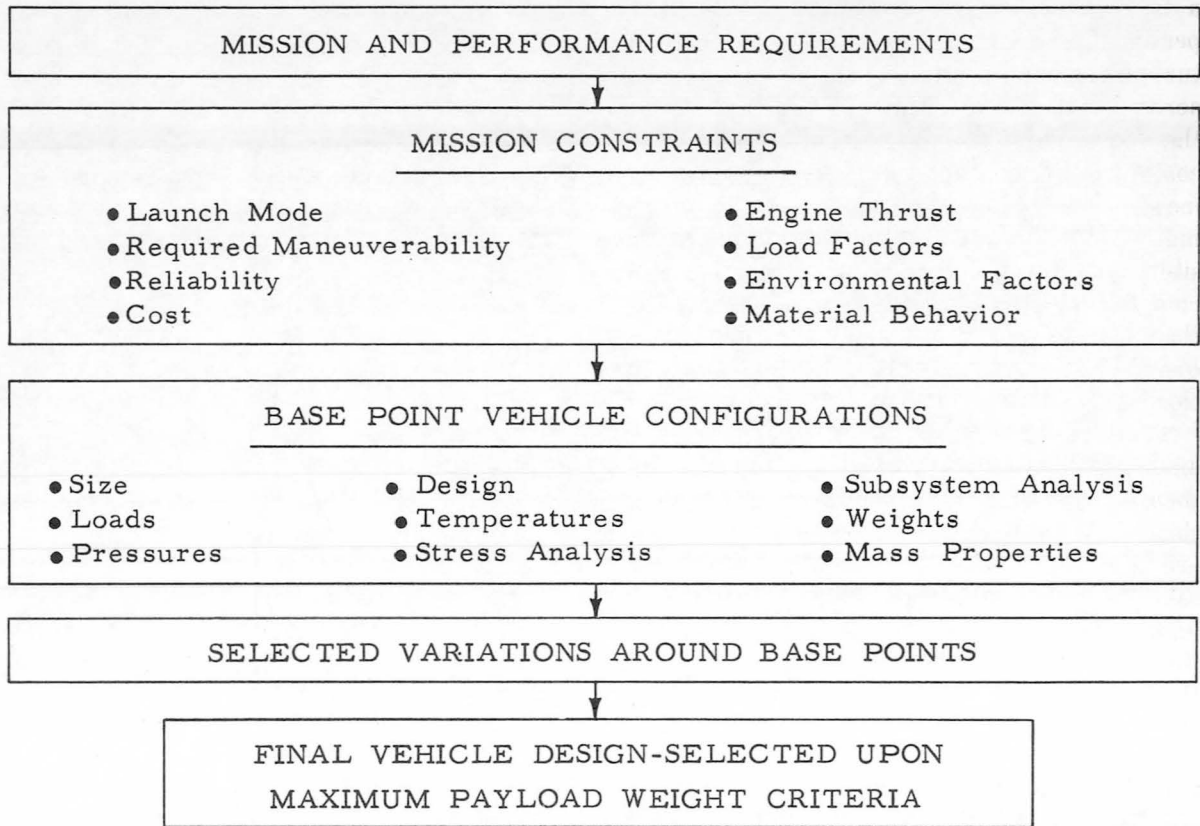 MISSION AND PERFORMANCE REQUIREMENTS
MISSION CONSTRAINTS
• Launch Mode
• Required Maneuverability
• Reliability
• Cost
• Engine Thrust
• Load Factors
• Environmental Factors
• Material Behavior
BASE POINT VEHICLE CONFIGURATIONS
• Size
• Loads
• Pressures
• Design
• Temperatures
• Stress Analysis
• Subsystem Analysis
• Weights
• Mass Properties
SELECTED VARIATIONS AROUND BASE POINTS
FINAL VEHICLE DESIGN-SELECTED UPON
MAXIMUM PAYLOAD WEIGHT CRITERIA